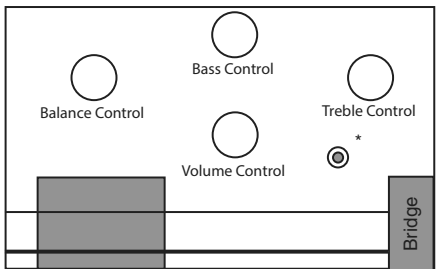 Bass Control
Balance Control
Treble Control
*
Volume Control
Bridge